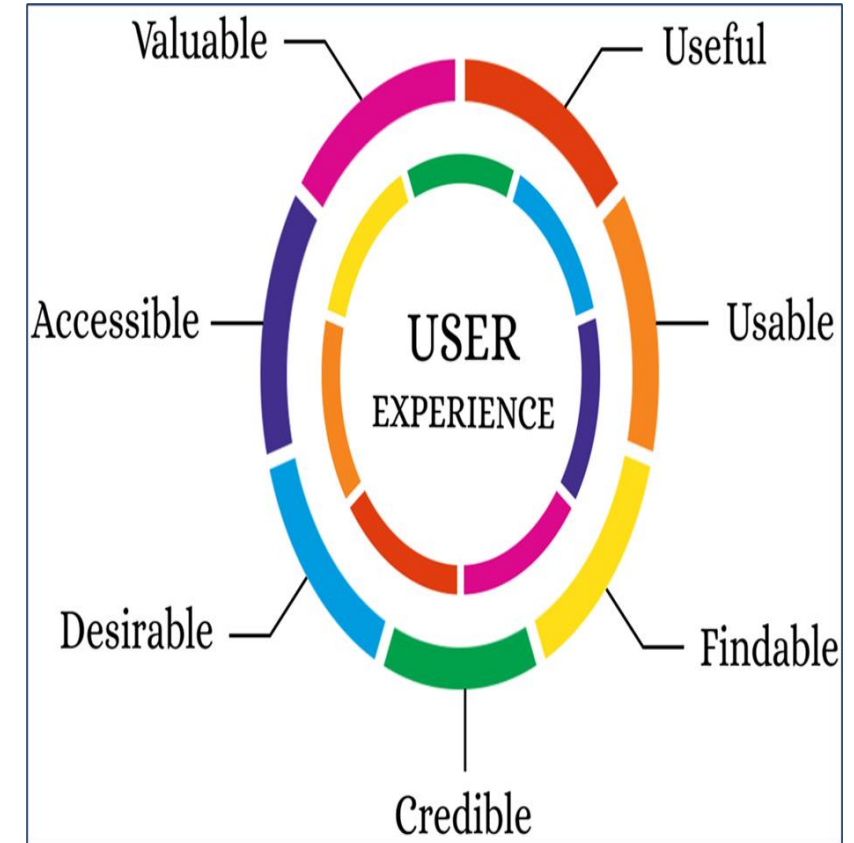 Valuable
Useful
Accessible
USER
EXPERIENCE
Usable
Desirable
Findable
Credible